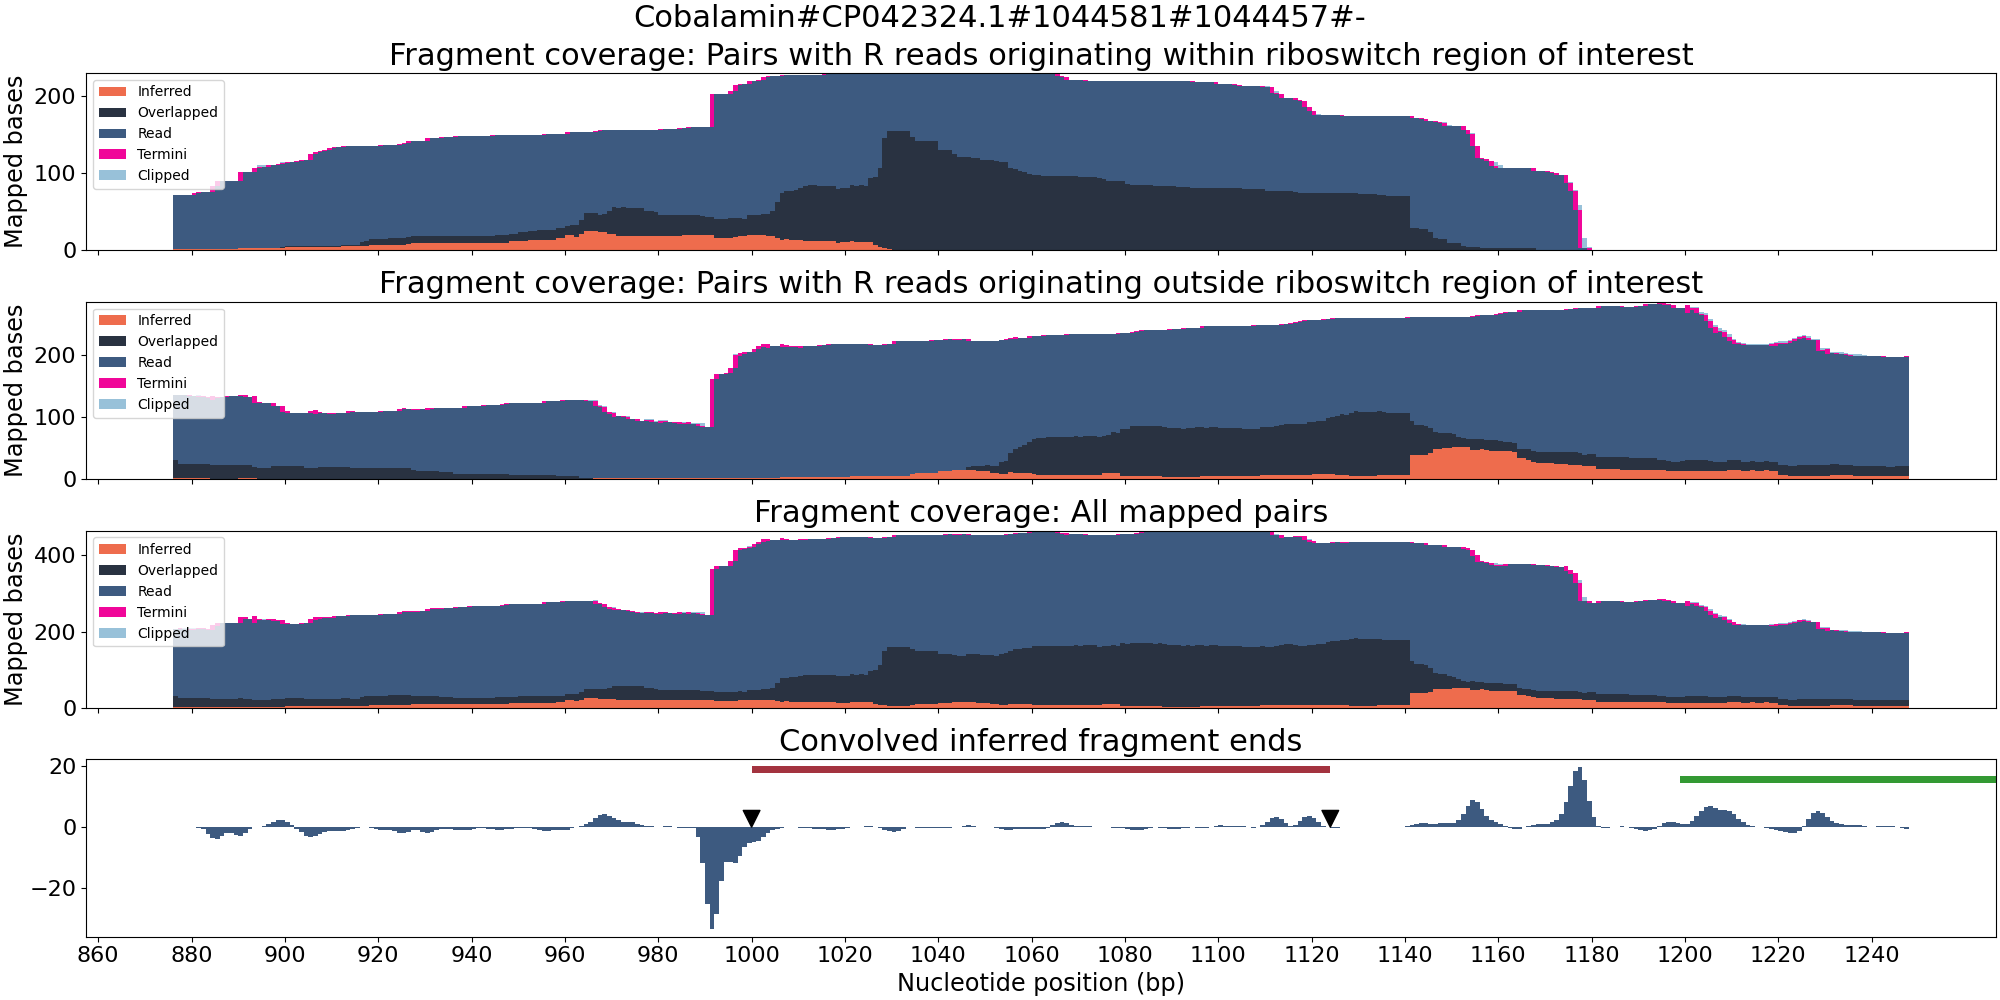 Cobalamin#CP042324.1#1044581#1044457#-
Fragment coverage: Pairs with R reads originating within riboswitch region of interest
Mapped bases
200
100
0
Inferred
Overlapped
Read
Termini
Clipped
Fragment coverage: Pairs with R reads originating outside riboswitch region of interest
Mapped bases
200
100
0
Inferred
Overlapped
Read
Termini
Clipped
Fragment coverage: All mapped pairs
Mapped bases
400
200
0
Inferred
Overlapped
Read
Termini
Clipped
Convolved inferred fragment ends
20
0
−20
860 880 900 920 940 960 980 1000 1020 1040 1060 1080 1100 1120 1140 1160 1180 1200 1220 1240
Nucleotide position (bp)